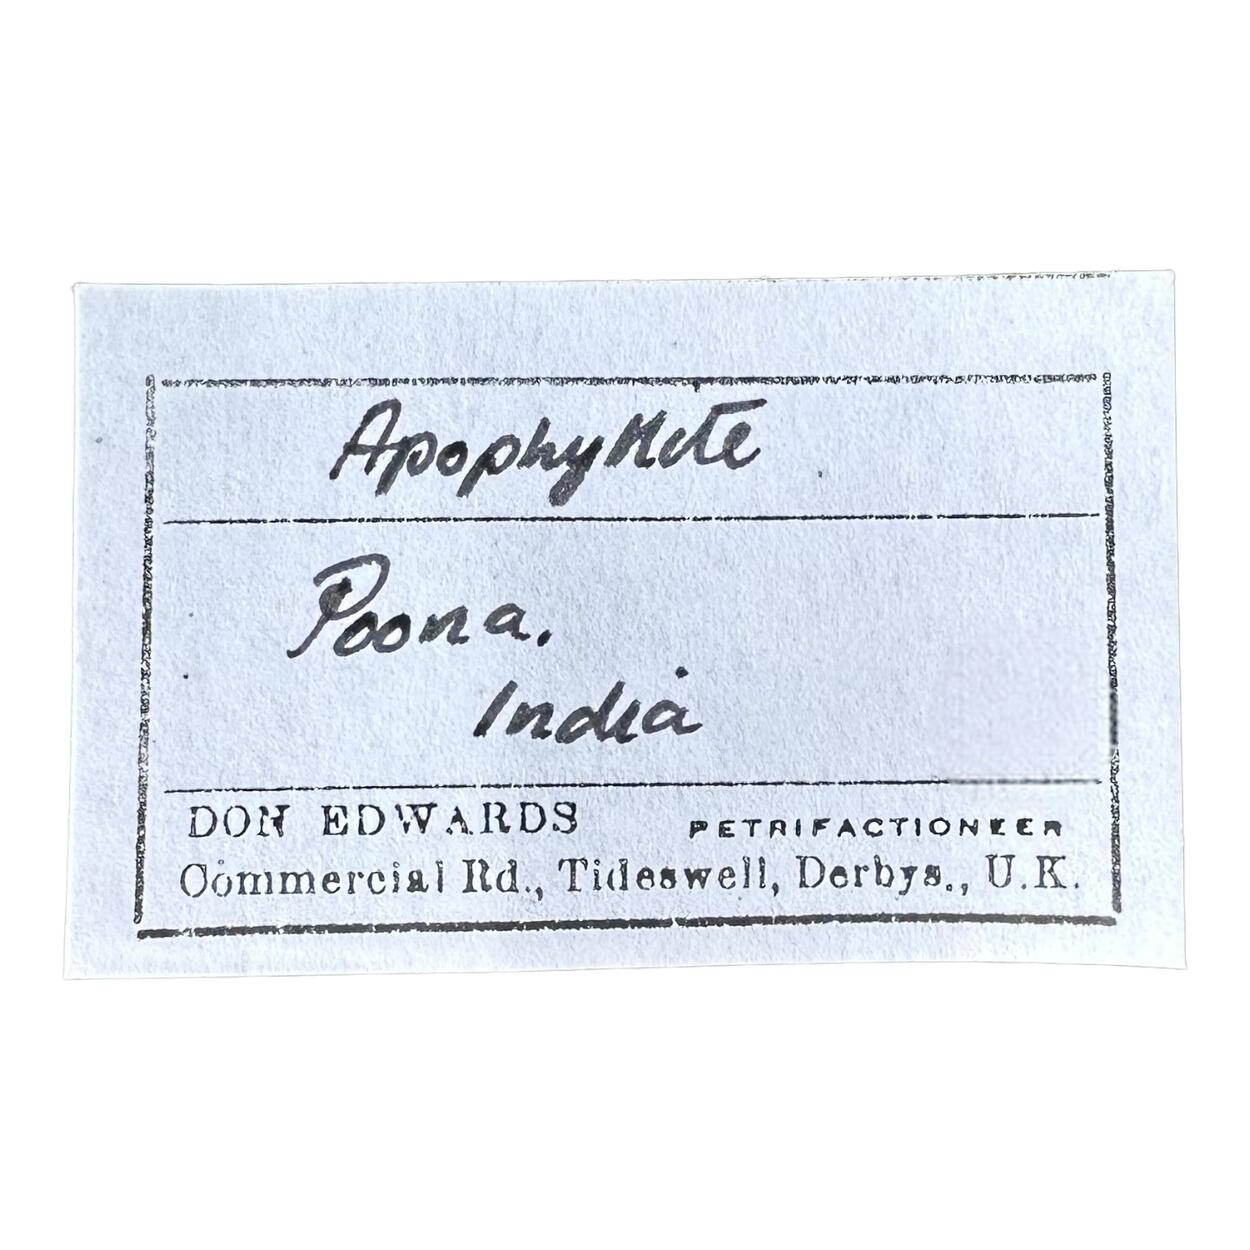 Apophyllite
Poona.
India
DON EDWARDS PETRIFACTIONEER
Commercial Rd., Tideswell, Derbys., U.K.